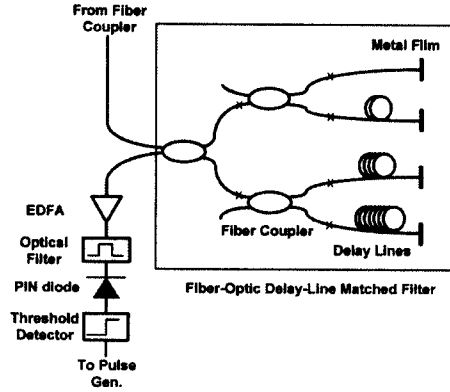 From Fiber
Coupler
Metal Film
EDFA
Optical
Filter
Fiber Coupler
Delay Lines
PIN diode
Fiber-Optic Delay-Line Matched Filter
Threshold
Detector
To Pulse
Gen.